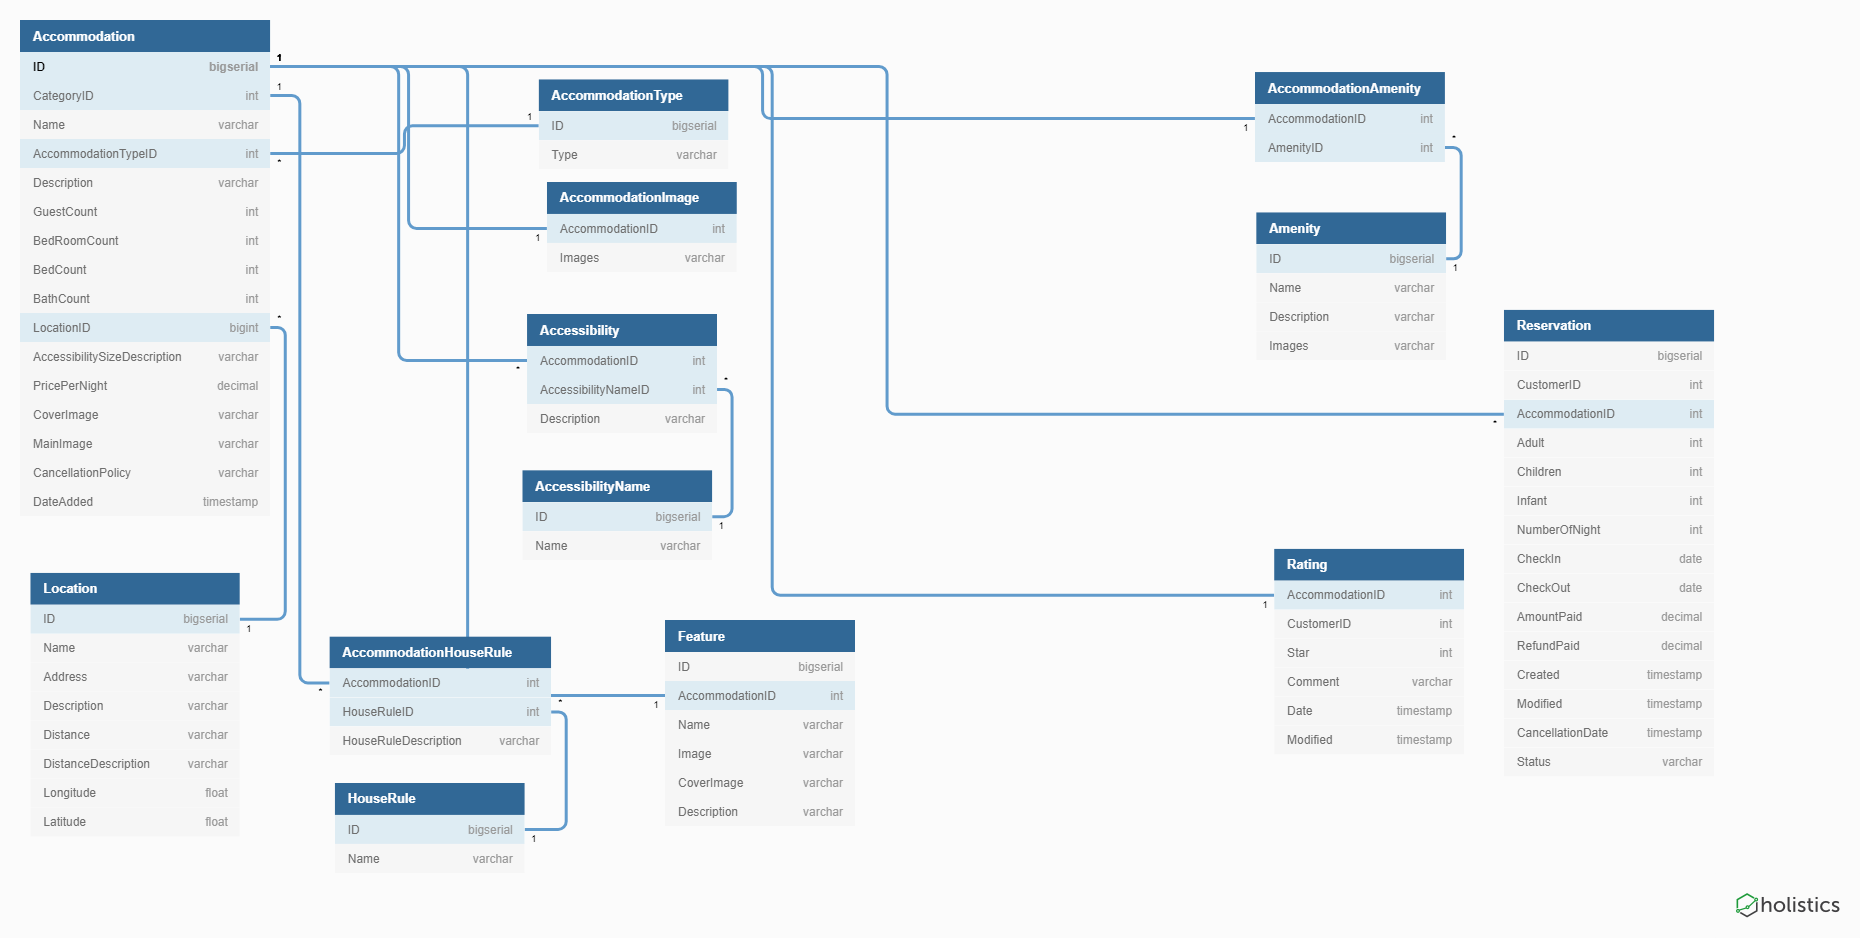 Accommodation
ID bigserial
CategoryID int
Name varchar
AccommodationTypeID int
Description varchar
GuestCount int
BedRoomCount int
BedCount int
BathCount int
LocationID bigint
AccessibilitySizeDescription varchar
PricePerNight decimal
CoverImage varchar
MainImage varchar
CancellationPolicy varchar
DateAdded timestamp
1
1
*
*
Location
ID bigserial
Name varchar
Address varchar
Description varchar
Distance varchar
DistanceDescription varchar
Longitude float
Latitude float
1
AccommodationType
ID bigserial
Type varchar
1
AccommodationImage
AccommodationID int
Images varchar
1
Accessibility
AccommodationID int
AccessibilityNameID int
Description varchar
*
*
AccessibilityName
ID bigserial
Name varchar
1
AccommodationHouseRule
AccommodationID int
HouseRuleID int
HouseRuleDescription varchar
*
*
HouseRule
ID bigserial
Name varchar
1
Feature
ID bigserial
AccommodationID int
Name varchar
Image varchar
CoverImage varchar
Description varchar
1
AccommodationAmenity
AccommodationID int
AmenityID int
1
*
Amenity
ID bigserial
Name varchar
Description varchar
Images varchar
1
Rating
AccommodationID int
CustomerID int
Star int
Comment varchar
Date timestamp
Modified timestamp
1
Reservation
ID bigserial
CustomerID int
AccommodationID int
Adult int
Children int
Infant int
NumberOfNight int
CheckIn date
CheckOut date
AmountPaid decimal
RefundPaid decimal
Created timestamp
Modified timestamp
CancellationDate timestamp
Status varchar
*
holistics